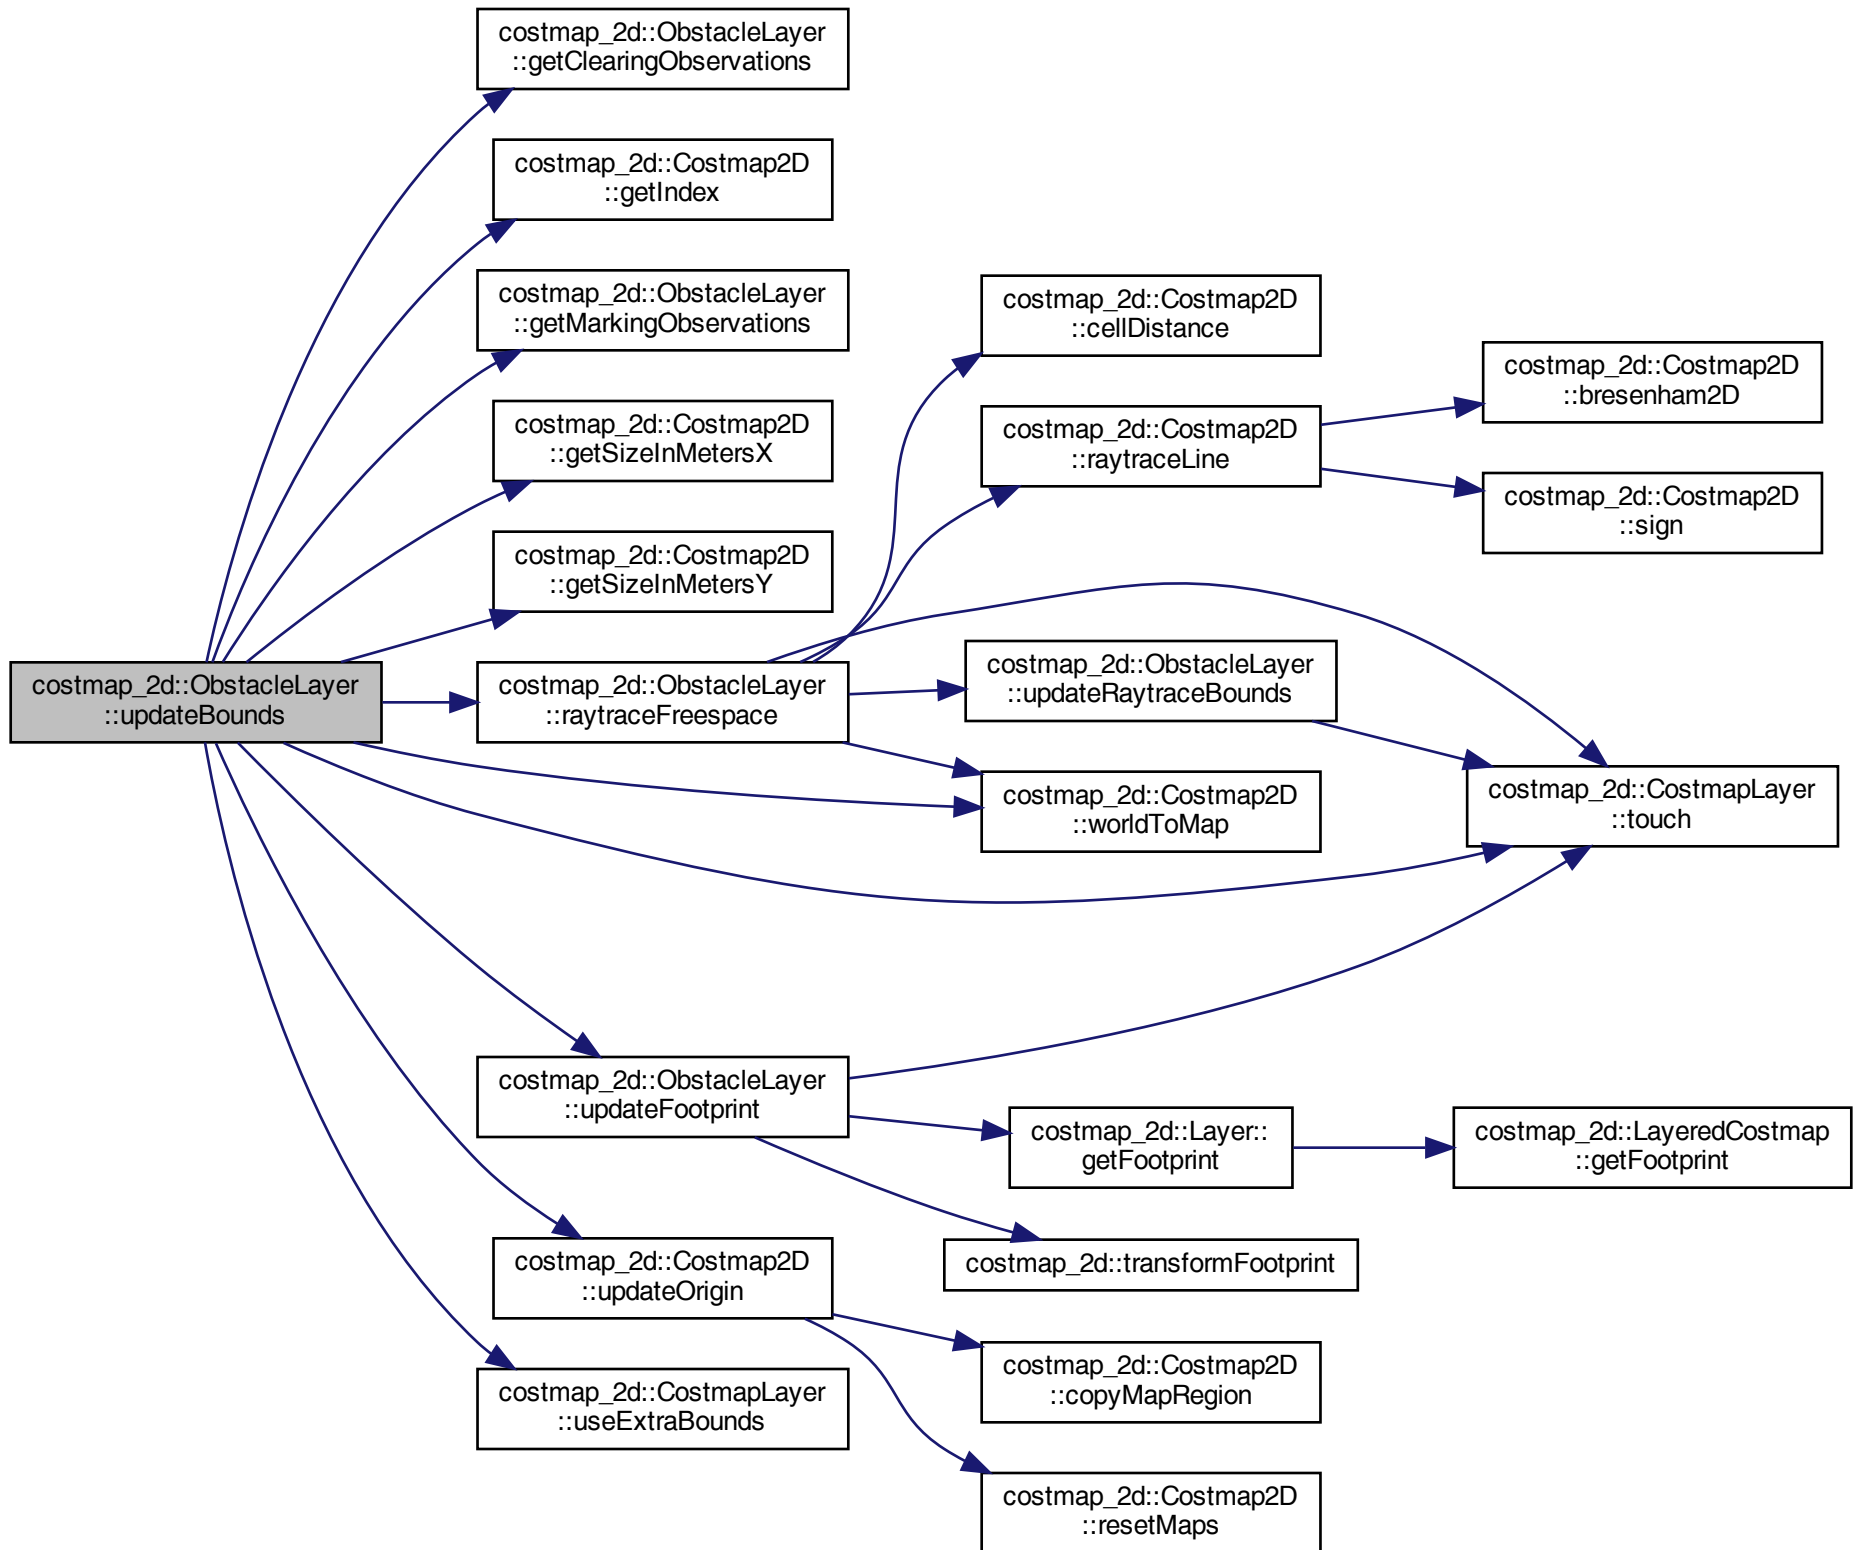 costmap_2d::ObstacleLayer
::updateBounds
costmap_2d::ObstacleLayer
::getClearingObservations
costmap_2d::Costmap2D
::getIndex
costmap_2d::ObstacleLayer
::getMarkingObservations
costmap_2d::Costmap2D
::getSizeInMetersX
costmap_2d::Costmap2D
::getSizeInMetersY
costmap_2d::ObstacleLayer
::raytraceFreespace
costmap_2d::ObstacleLayer
::updateFootprint
costmap_2d::Costmap2D
::updateOrigin
costmap_2d::CostmapLayer
::useExtraBounds
costmap_2d::Costmap2D
::cellDistance
costmap_2d::Costmap2D
::raytraceLine
costmap_2d::ObstacleLayer
::updateRaytraceBounds
costmap_2d::Costmap2D
::worldToMap
costmap_2d::Layer::
getFootprint
costmap_2d::transformFootprint
costmap_2d::Costmap2D
::copyMapRegion
costmap_2d::Costmap2D
::resetMaps
costmap_2d::Costmap2D
::bresenham2D
costmap_2d::Costmap2D
::sign
costmap_2d::CostmapLayer
::touch
costmap_2d::LayeredCostmap
::getFootprint